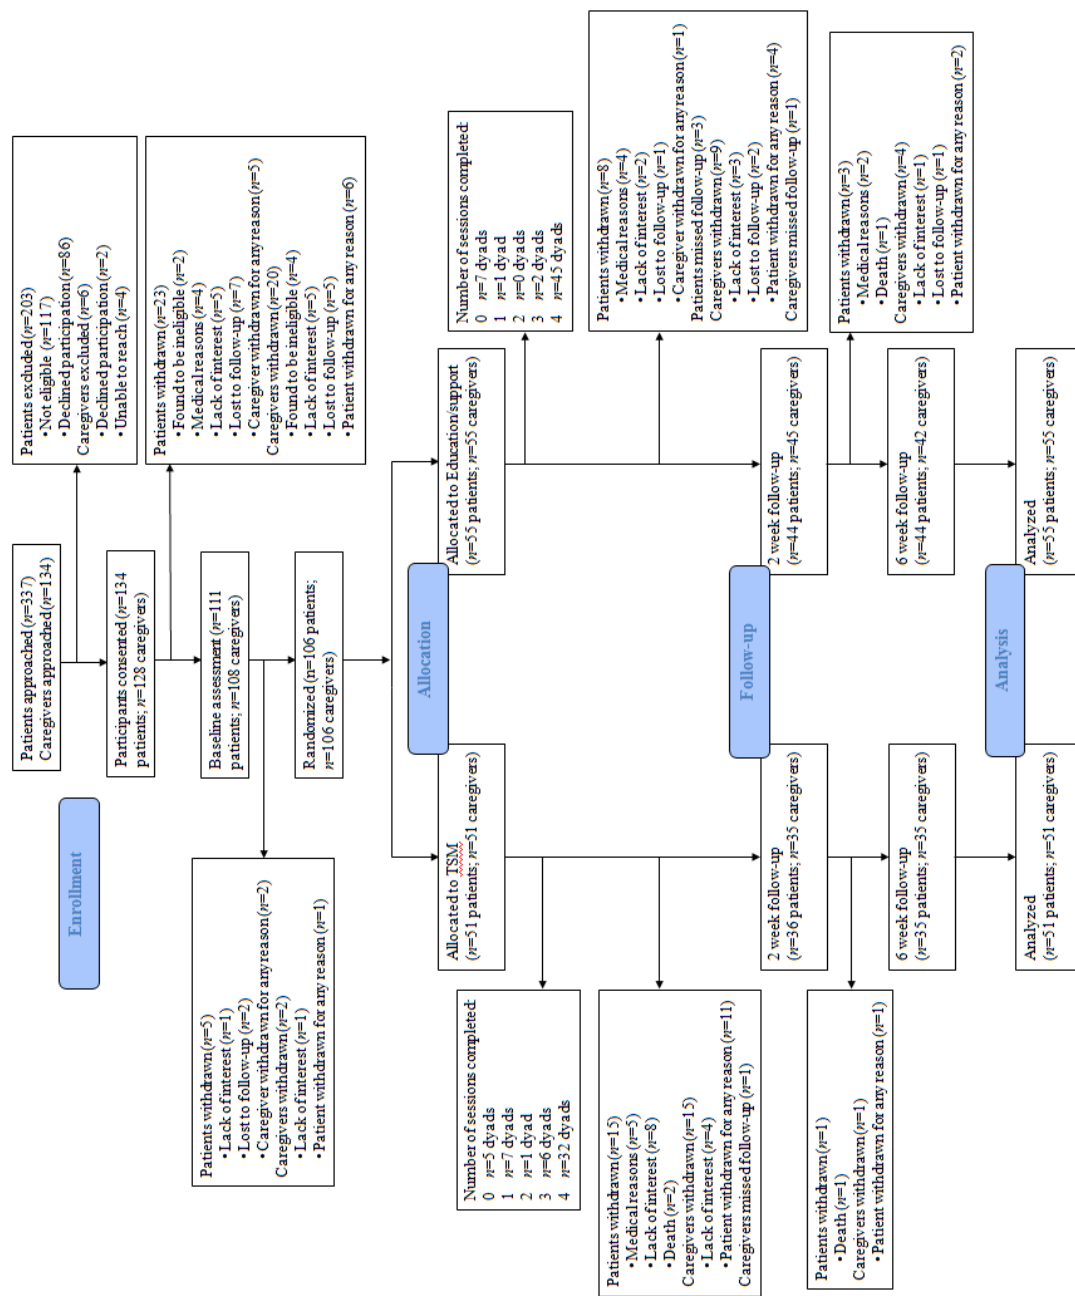 Enrollment
Patients approached (n=337)
Caregivers approached (n=134)
Patients excluded (n=203)
• Not eligible (n=117)
• Declined participation (n=86)
Caregivers excluded (n=6)
• Declined participation (n=2)
• Unable to reach (n=4)
Participants consented (n=134
patients; n=128 caregivers)
Patients withdrawn (n=23)
• Found to be ineligible (n=2)
• Medical reasons (n=4)
• Lack of interest (n=5)
• Lost to follow-up (n=7)
• Caregiver withdrawn for any reason (n=5)
Caregivers withdrawn (n=20)
• Found to be ineligible (n=4)
• Lack of interest (n=5)
• Lost to follow-up (n=5)
• Patient withdrawn for any reason (n=6)
Baseline assessment (n=111
patients; n=108 caregivers)
Patients withdrawn (n=5)
• Lack of interest (n=1)
• Lost to follow-up (n=2)
• Caregiver withdrawn for any reason (n=2)
Caregivers withdrawn (n=2)
• Lack of interest (n=1)
• Patient withdrawn for any reason (n=1)
Randomized (n=106 patients;
n=106 caregivers)
Allocation
Allocated to TSM
(n=51 patients; n=51 caregivers)
Allocated to Education/support
(n=55 patients; n=55 caregivers)
Number of sessions completed:
0 n=5 dyads
1 n=7 dyads
2 n=1 dyad
3 n=6 dyads
4 n=32 dyads
Number of sessions completed:
0 n=7 dyads
1 n=1 dyad
2 n=0 dyads
3 n=2 dyads
4 n=45 dyads
Patients withdrawn (n=15)
• Medical reasons (n=5)
• Lack of interest (n=8)
• Death (n=2)
Caregivers withdrawn (n=15)
• Lack of interest (n=4)
• Patient withdrawn for any reason (n=11)
Caregivers missed follow-up (n=1)
Patients withdrawn (n=8)
• Medical reasons (n=4)
• Lack of interest (n=2)
• Lost to follow-up (n=1)
• Caregiver withdrawn for any reason (n=1)
Patients missed follow-up (n=3)
Caregivers withdrawn (n=9)
• Lack of interest (n=3)
• Lost to follow-up (n=2)
• Patient withdrawn for any reason (n=4)
Caregivers missed follow-up (n=1)
Follow-up
2 week follow-up
(n=36 patients; n=35 caregivers)
2 week follow-up
(n=44 patients; n=45 caregivers)
Patients withdrawn (n=1)
• Death (n=1)
Caregivers withdrawn (n=1)
• Patient withdrawn for any reason (n=1)
Patients withdrawn (n=3)
• Medical reasons (n=2)
• Death (n=1)
Caregivers withdrawn (n=4)
• Lack of interest (n=1)
• Lost to follow-up (n=1)
• Patient withdrawn for any reason (n=2)
6 week follow-up
(n=35 patients; n=35 caregivers)
6 week follow-up
(n=44 patients; n=42 caregivers)
Analysis
Analyzed
(n=51 patients; n=51 caregivers)
Analyzed
(n=55 patients; n=55 caregivers)